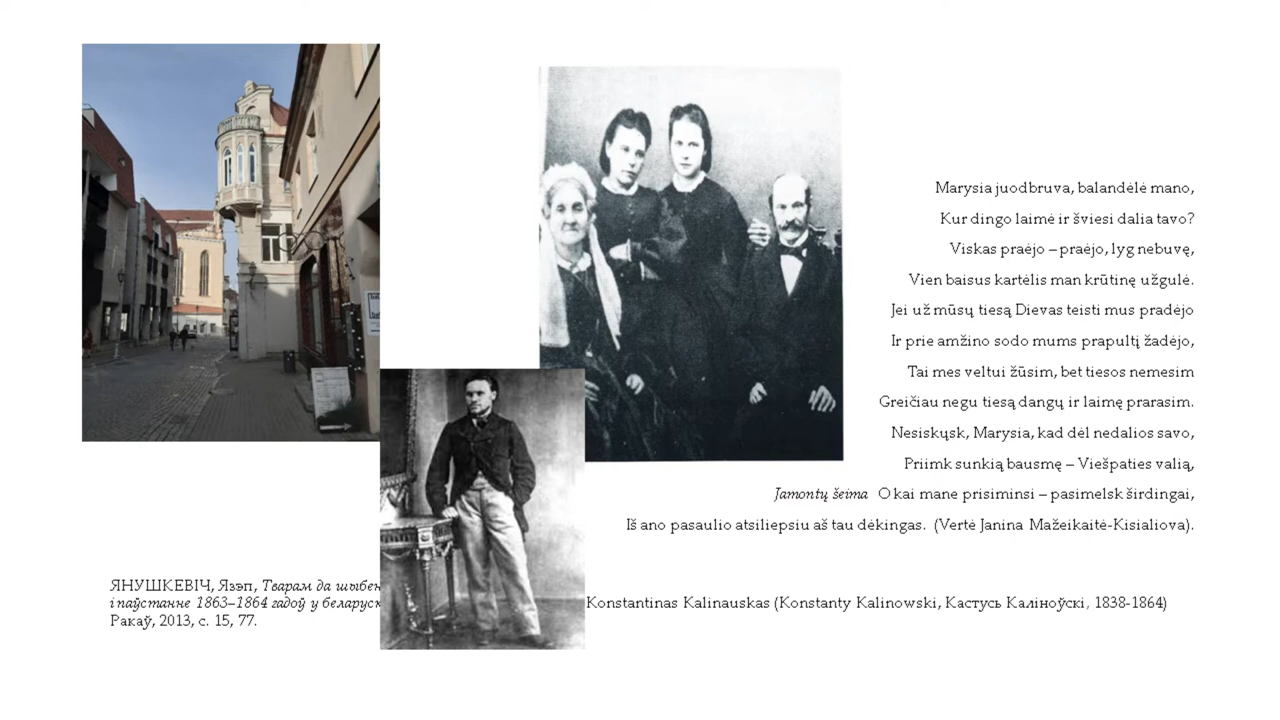 Marysia juodbruva, balandėlė mano,
Kur dingo laimė ir šviesi dalia tavo?
Viskas praėjo – praėjo, lyg nebuvę,
Vien baisus kartėlis man krūtinę užgulė.
Jei už mūsų tiesą Dievas teisti mus pradėjo
Ir prie amžino sodo mums prapultį žadėjo,
Tai mes veltui žūsim, bet tiesos nemesim
Greičiau negu tiesą dangų ir laimę prarasim.
Nesiskųsk, Marysia, kad dėl nedalios savo,
Priimk sunkią bausmę – Viešpaties valią,
Jamontų šeima O kai mane prisiminsi – pasimelsk širdingai,
Iš ano pasaulio atsiliepsiu aš tau dėkingas. (Vertė Janina Mažeikaitė-Kisialiova).
ЯНУШКЕВІЧ, Язэп, Тварам да
і паўстанне 1863–1864 гадоў у
Ракаў, 2013, с. 15, 77.
Konstantinas Kalinauskas (Konstanty Kalinowski, Кастусь Каліноўскі, 1838-1864)